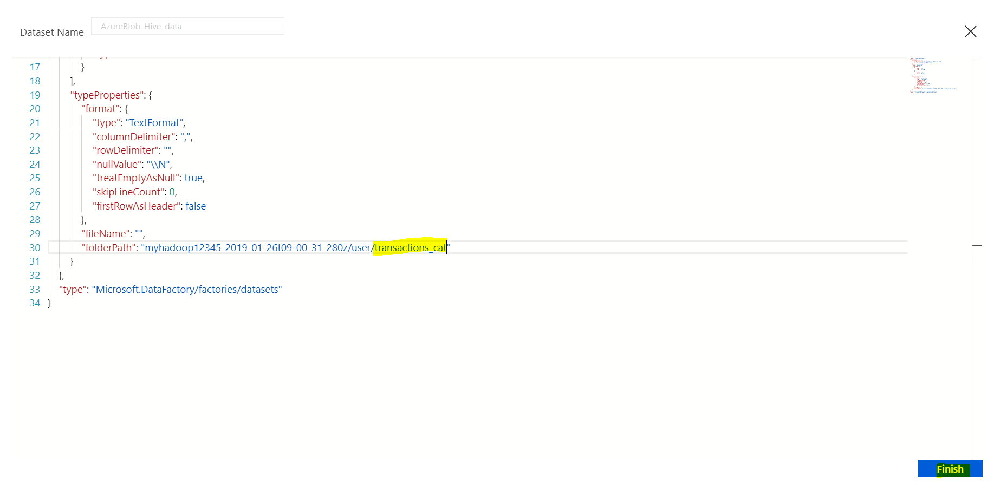 Dataset Name
AzureBlob_Hive_data
17 }
18 ],
19 "typeProperties": {
20 "format": {
21 "type": "TextFormat",
22 "columnDelimiter": ",",
23 "rowDelimiter": "",
24 "nullValue": "\\N",
25 "treatEmptyAsNull": true,
26 "skipLineCount": 0,
27 "firstRowAsHeader": false
28 },
29 "fileName": "",
30 "folderPath": "myhadoop12345-2019-01-26t09-00-31-280z/user/transactions_cat"
31 }
32 },
33 "type": "Microsoft.DataFactory/factories/datasets"
34 }
Finish